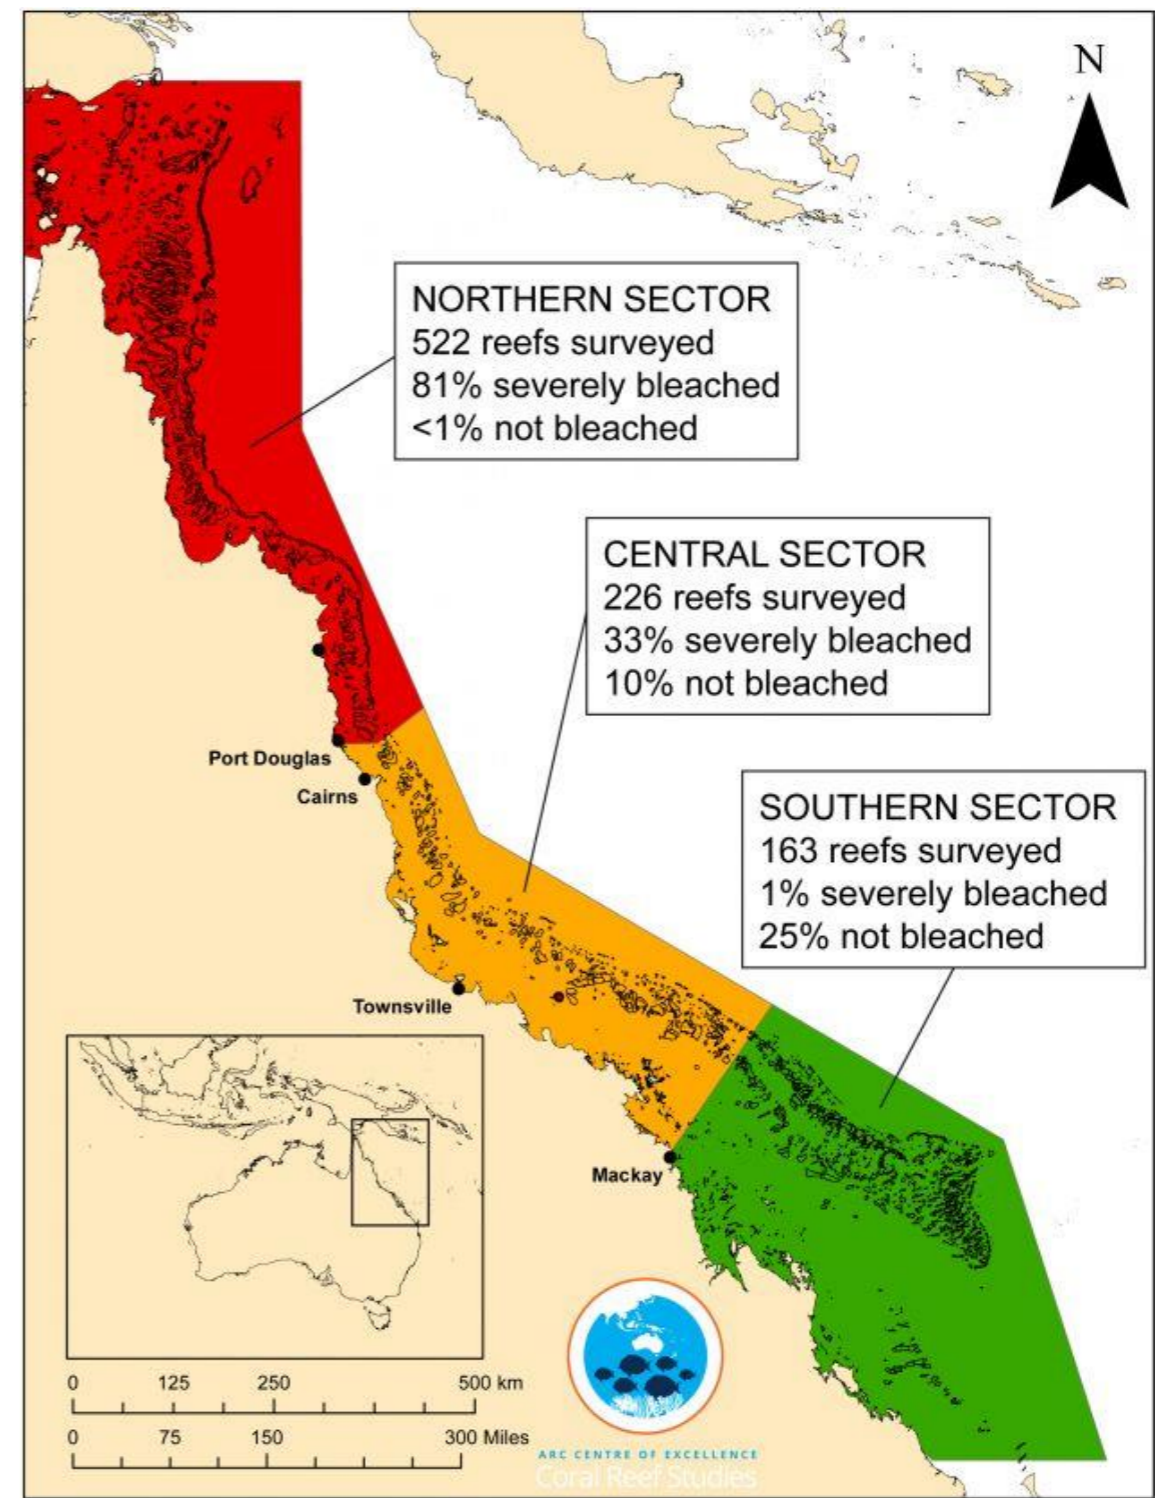 N
NORTHERN SECTOR
522 reefs surveyed
81% severely bleached
<1% not bleached
CENTRAL SECTOR
226 reefs surveyed
33% severely bleached
10% not bleached
Port Douglas
Cairns
SOUTHERN SECTOR
163 reefs surveyed
1% severely bleached
25% not bleached
Townsville
Mackay
0 125 250 500 km
0 75 150 300 Miles
ARC CENTRE OF EXCELLENCE
Coral Reef Studies